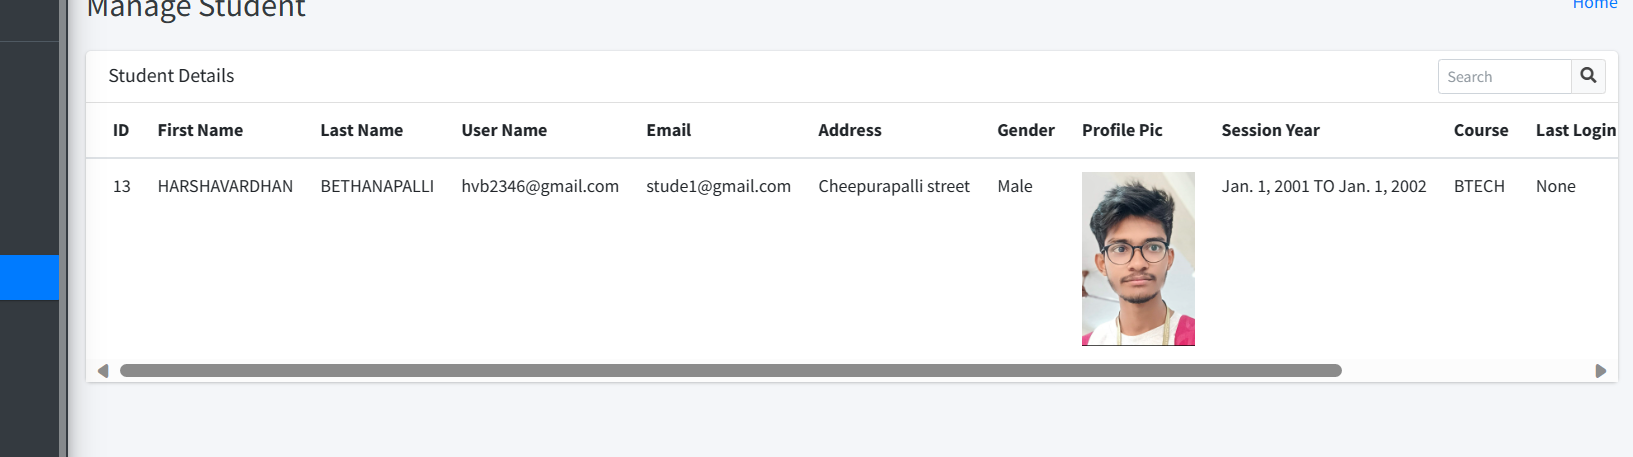 Manage Student
Home
Student Details
Search
ID First Name Last Name User Name Email Address Gender Profile Pic Session Year Course Last Login
13 HARSHAVARDHAN BETHANAPALLI hvb2346@gmail.com stude1@gmail.com Cheepurapalli street Male Jan. 1, 2001 TO Jan. 1, 2002 BTECH None